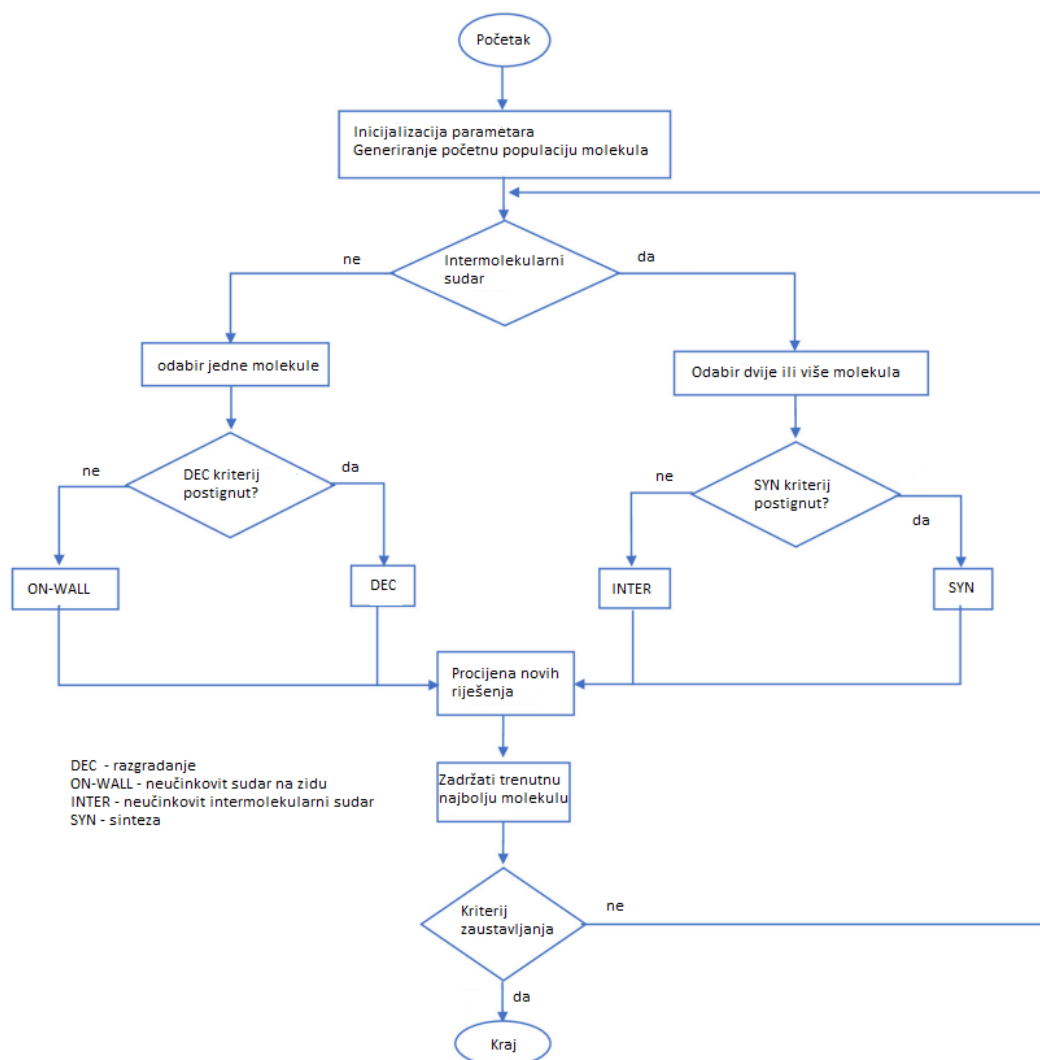 Početak
Inicijalizacija parametara
Generiranje početnu populaciju molekula
Intermolekularni
sudar
ne
da
odabir jedne molekule
Odabir dvije ili više molekula
DEC kriterij
postignut?
ne
da
SYN kriterij
postignut?
ne
da
ON-WALL
DEC
INTER
SYN
Procijena novih
riješenja
DEC - razgradanje
ON-WALL - neučinkovit sudar na zidu
INTER - neučinkovit intermolekularni sudar
SYN - sinteza
Zadržati trenutnu
najbolju molekulu
Kriterij
zaustavljanja
ne
da
Kraj